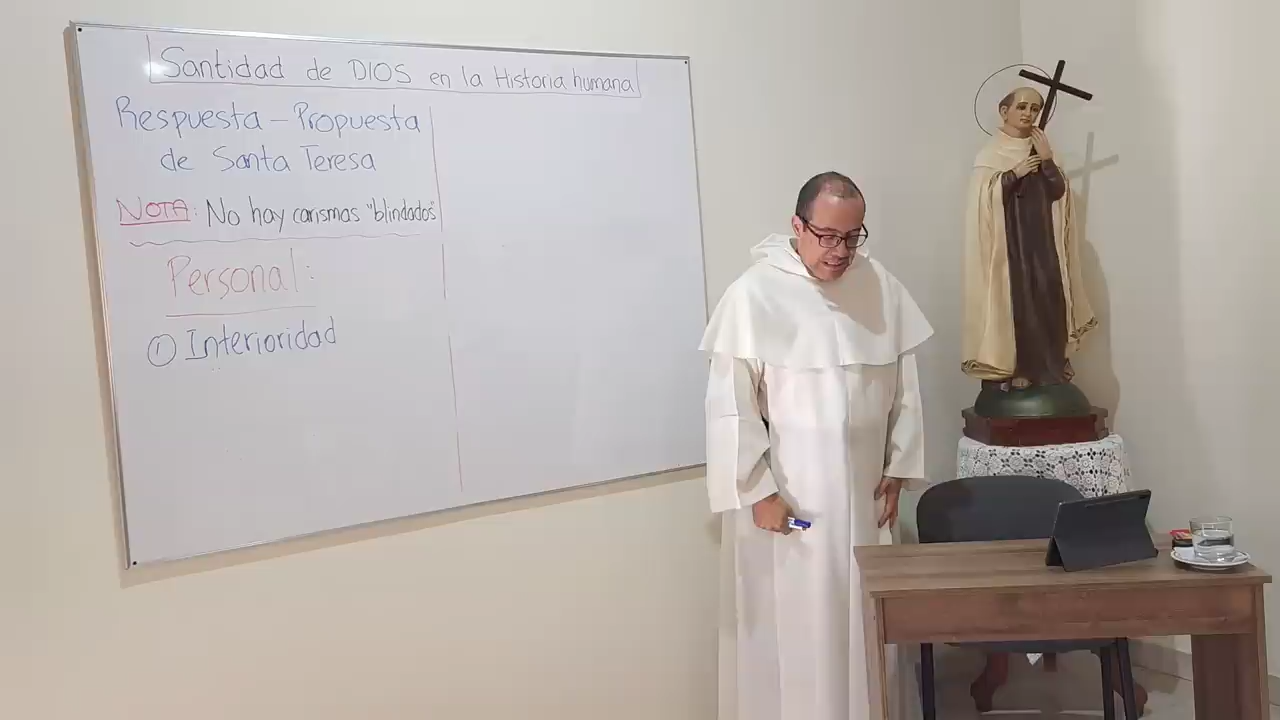 Santidad de DIOS en la Historia humana
Respuesta - Propuesta
de Santa Teresa
NOTA: No hay carismas "blindados"
Personal:
① Interioridad